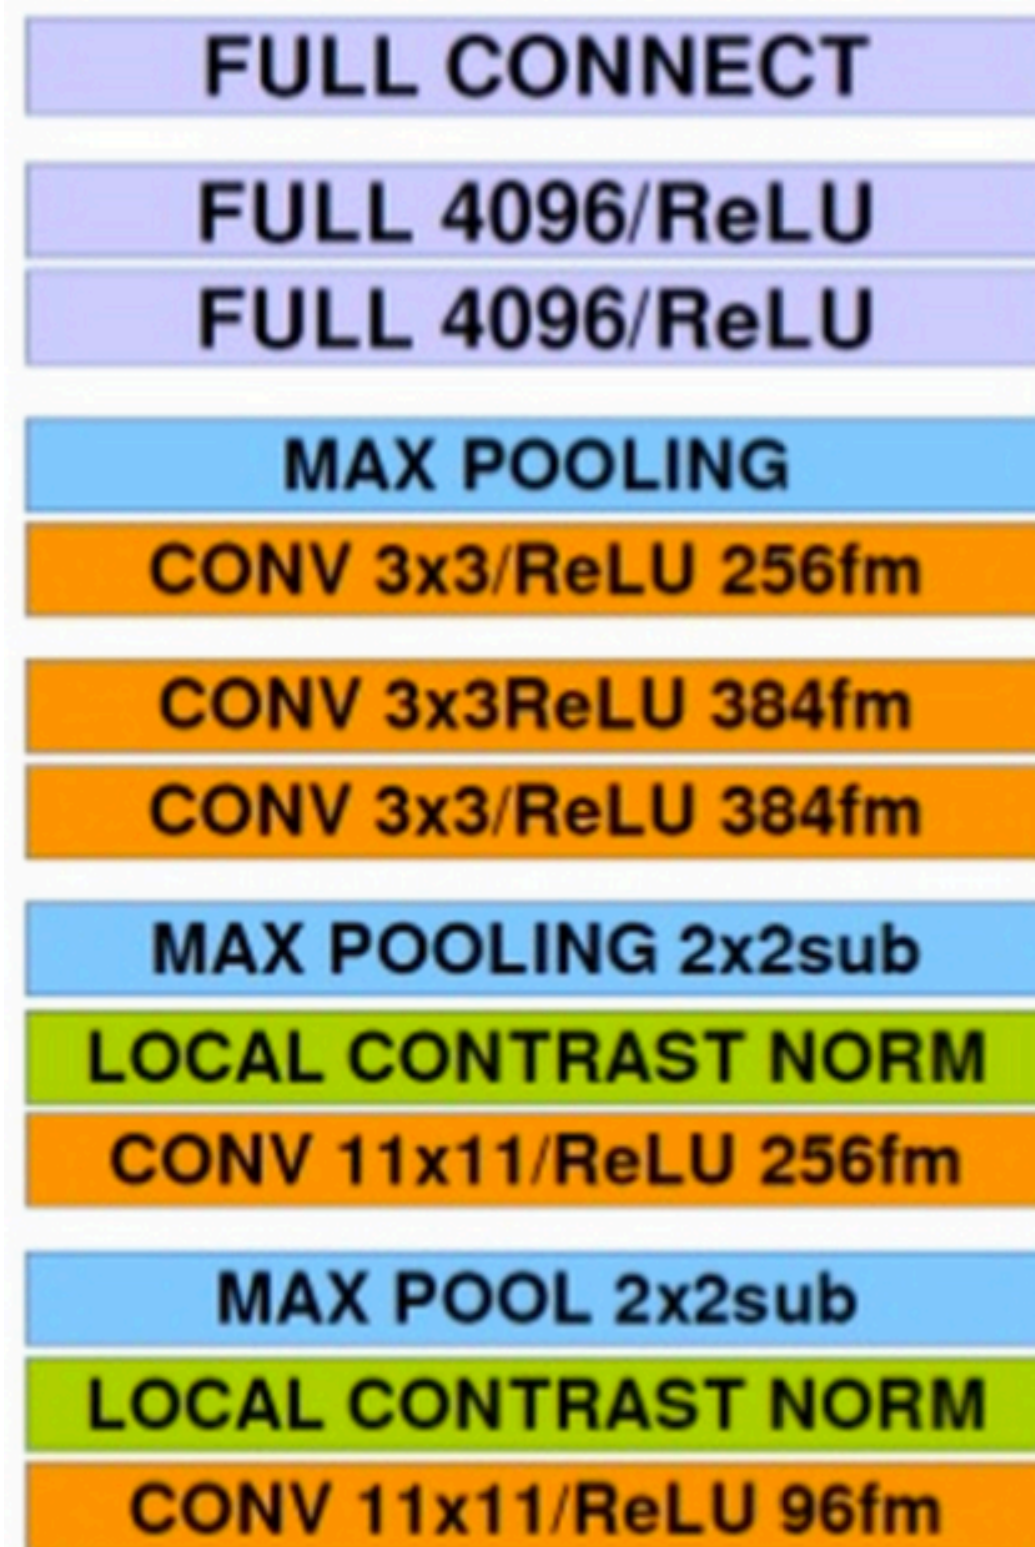 FULL CONNECT
FULL 4096/ReLU
FULL 4096/ReLU
MAX POOLING
CONV 3x3/ReLU 256fm
CONV 3x3ReLU 384fm
CONV 3x3/ReLU 384fm
MAX POOLING 2x2sub
LOCAL CONTRAST NORM
CONV 11x11/ReLU 256fm
MAX POOL 2x2sub
LOCAL CONTRAST NORM
CONV 11x11/ReLU 96fm